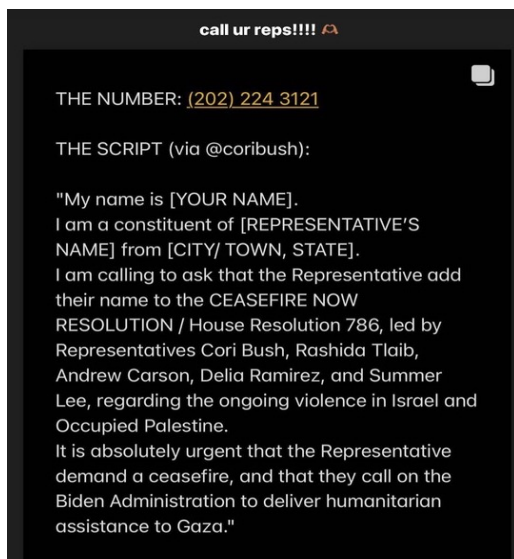 call ur reps!!!! 🫶🏽
THE NUMBER: (202) 224 3121
THE SCRIPT (via @coribush):
"My name is [YOUR NAME].
I am a constituent of [REPRESENTATIVE'S
NAME] from [CITY/ TOWN, STATE].
I am calling to ask that the Representative add
their name to the CEASEFIRE NOW
RESOLUTION / House Resolution 786, led by
Representatives Cori Bush, Rashida Tlaib,
Andrew Carson, Delia Ramirez, and Summer
Lee, regarding the ongoing violence in Israel and
Occupied Palestine.
It is absolutely urgent that the Representative
demand a ceasefire, and that they call on the
Biden Administration to deliver humanitarian
assistance to Gaza."